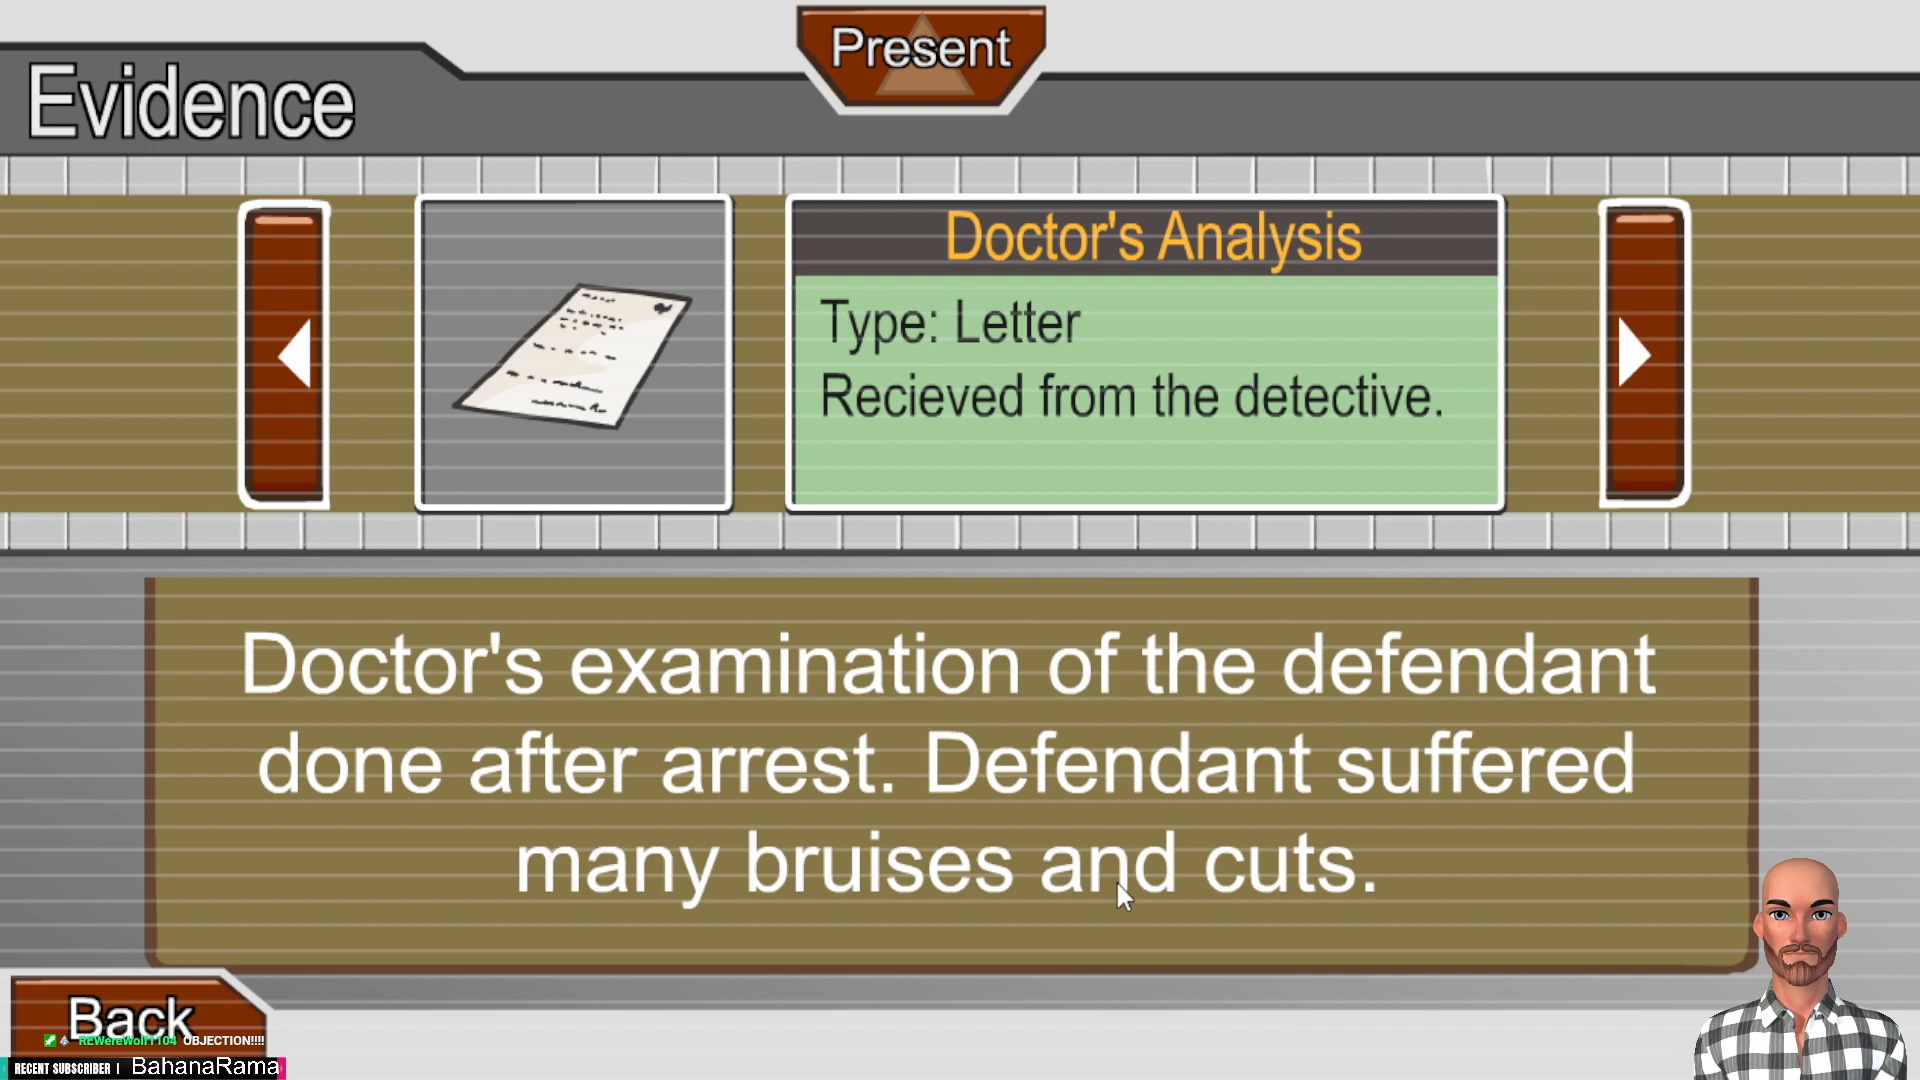 Present
Evidence
Doctor's Analysis
Type: Letter
Recieved from the detective.
Doctor's examination of the defendant
done after arrest. Defendant suffered
many bruises and cuts.
Back
REWereWolf1104 OBJECTION!!!!
RECENT SUBSCRIBER | BahanaRama